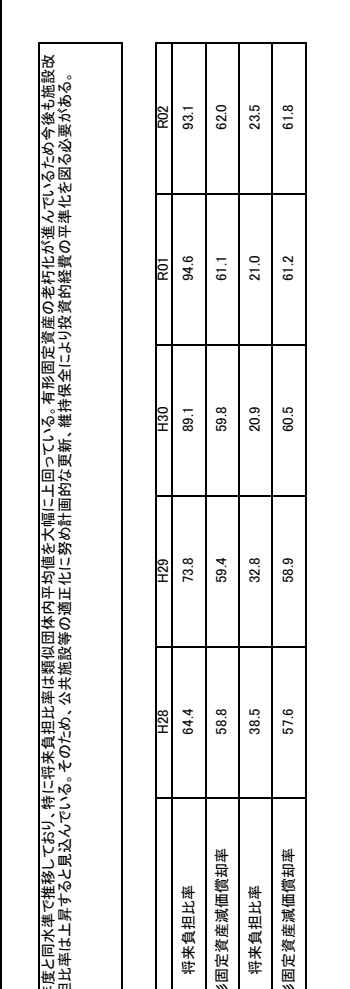 度と同水準で推移しており、特に将来負担比率は類似団体内平均値を大幅に上回っている。有形固定資産の老朽化が進んでいるため今後も施設改
担比率は上昇すると見込んでいる。そのため、公共施設等の適正化に努め計画的な更新、維持保全により投資的経費の平準化を図る必要がある。
H28 H29 H30 R01 R02
将来負担比率 64.4 73.8 89.1 94.6 93.1
固定資産減価償却率 58.8 59.4 59.8 61.1 62.0
将来負担比率 38.5 32.8 20.9 21.0 23.5
固定資産減価償却率 57.6 58.9 60.5 61.2 61.8